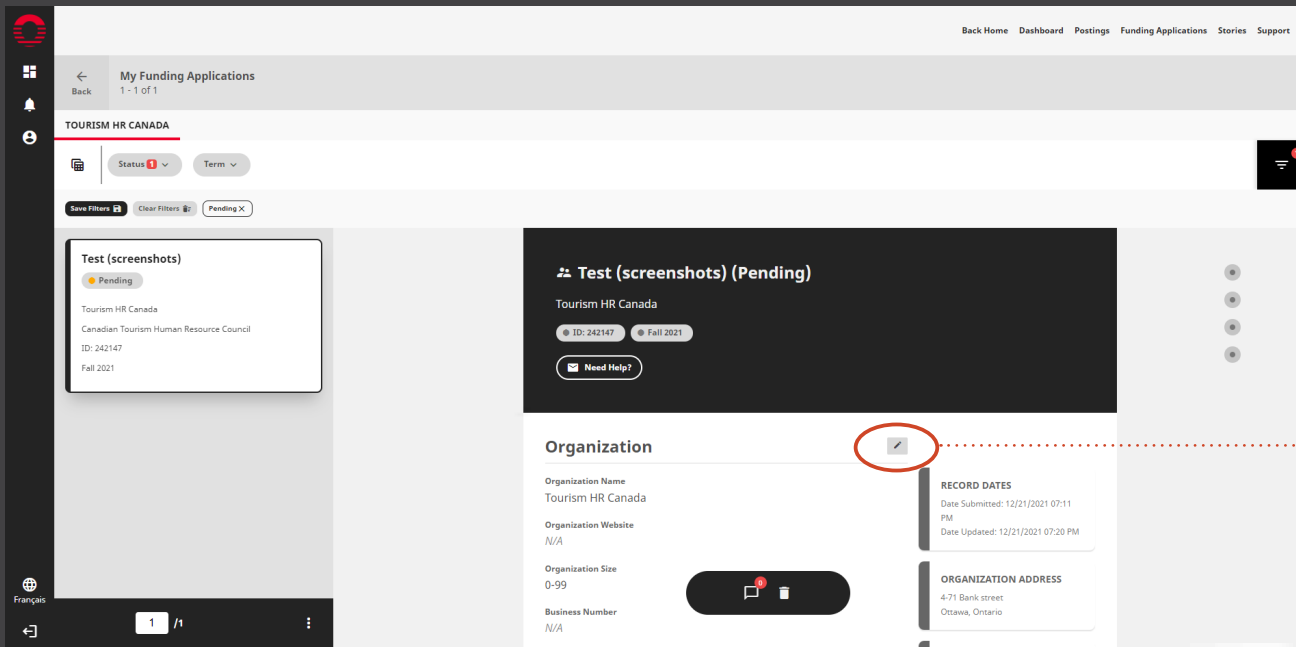 Back Home Dashboard Postings Funding Applications Stories Support
Back
My Funding Applications
1 - 1 of 1
TOURISM HR CANADA
Status 1
Term
Save Filters
Clear Filters
Pending X
Test (screenshots)
Pending
Tourism HR Canada
Canadian Tourism Human Resource Council
ID: 242147
Fall 2021
1 /1
Français
Test (screenshots) (Pending)
Tourism HR Canada
ID: 242147
Fall 2021
Need Help?
Organization
Organization Name
Tourism HR Canada
Organization Website
N/A
Organization Size
0-99
Business Number
N/A
0
RECORD DATES
Date Submitted: 12/21/2021 07:11
PM
Date Updated: 12/21/2021 07:20 PM
ORGANIZATION ADDRESS
4-71 Bank street
Ottawa, Ontario